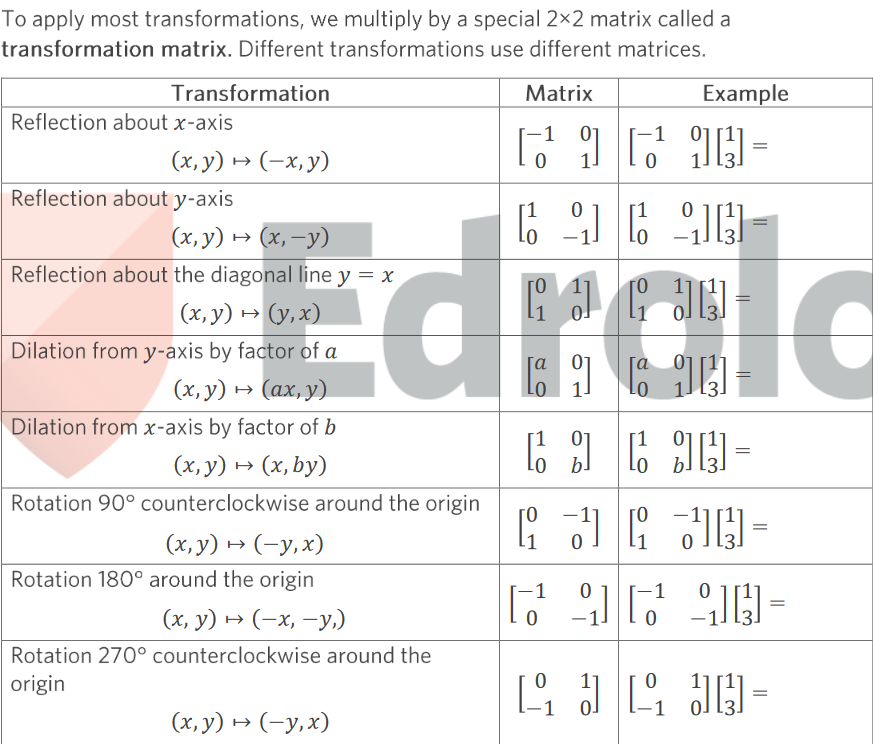 To apply most transformations, we multiply by a special 2×2 matrix called a
transformation matrix. Different transformations use different matrices.
Transformation Matrix Example
Reflection about x-axis
(x, y) ↦ (−x, y) [−1 0; 0 1] [−1 0; 0 1][1; 3] =
Reflection about y-axis
(x, y) ↦ (x, −y) [1 0; 0 −1] [1 0; 0 −1][1; 3] =
Reflection about the diagonal line y = x
(x, y) ↦ (y, x) [0 1; 1 0] [0 1; 1 0][1; 3] =
Dilation from y-axis by factor of a
(x, y) ↦ (ax, y) [a 0; 0 1] [a 0; 0 1][1; 3] =
Dilation from x-axis by factor of b
(x, y) ↦ (x, by) [1 0; 0 b] [1 0; 0 b][1; 3] =
Rotation 90° counterclockwise around the origin
(x, y) ↦ (−y, x) [0 −1; 1 0] [0 −1; 1 0][1; 3] =
Rotation 180° around the origin
(x, y) ↦ (−x, −y,) [−1 0; 0 −1] [−1 0; 0 −1][1; 3] =
Rotation 270° counterclockwise around the
origin
(x, y) ↦ (−y, x) [0 1; −1 0] [0 1; −1 0][1; 3] =
Edrolo